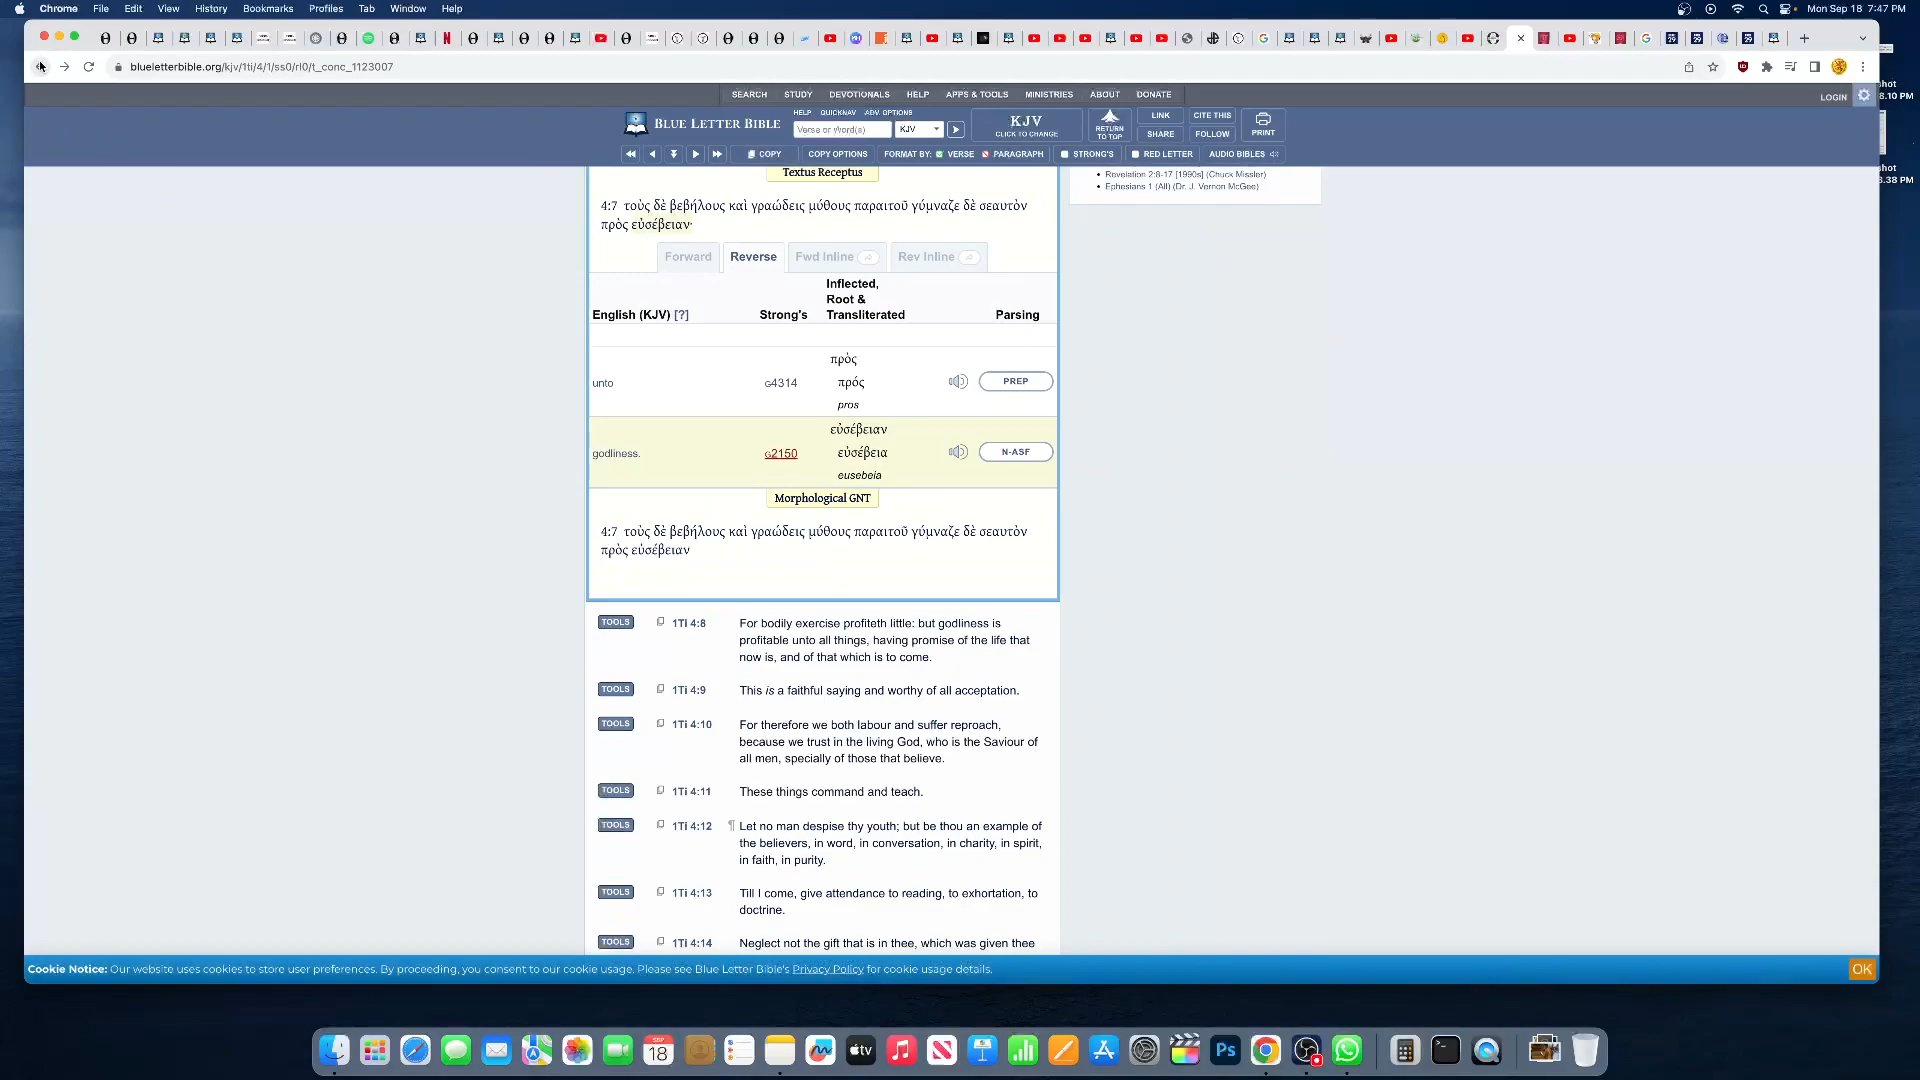 Chrome File Edit View History Bookmarks Profiles Tab Window Help Mon Sep 18 7:47 PM
blueletterbible.org/kjv/1ti/4/1/ss0/rl0/t_conc_1123007
shot
8.10 PM
SEARCH STUDY DEVOTIONALS HELP APPS & TOOLS MINISTRIES ABOUT DONATE
LOGIN
BLUE LETTER BIBLE
HELP QUICKNAV ADV. OPTIONS
Verse or Word(s) KJV
KJV
CLICK TO CHANGE
RETURN
TO TOP
LINK CITE THIS
SHARE FOLLOW
PRINT
COPY COPY OPTIONS FORMAT BY: VERSE PARAGRAPH STRONG'S RED LETTER AUDIO BIBLES
shot
3.38 PM
Textus Receptus
• Revelation 2:8-17 [1990s] (Chuck Missler)
• Ephesians 1 (All) (Dr. J. Vernon McGee)
4:7 τοὺς δὲ βεβήλους καὶ γραώδεις μύθους παραιτοῦ γύμναζε δὲ σεαυτὸν
πρὸς εὐσέβειαν·
Forward Reverse Fwd Inline Rev Inline
English (KJV) [?] Strong's Inflected,
Root &
Transliterated Parsing
unto G4314 πρὸς
πρός
pros
PREP
godliness. G2150 εὐσέβειαν
εὐσέβεια
eusebeia
N-ASF
Morphological GNT
4:7 τοὺς δὲ βεβήλους καὶ γραώδεις μύθους παραιτοῦ γύμναζε δὲ σεαυτὸν
πρὸς εὐσέβειαν
TOOLS 1Ti 4:8 For bodily exercise profiteth little: but godliness is
profitable unto all things, having promise of the life that
now is, and of that which is to come.
TOOLS 1Ti 4:9 This is a faithful saying and worthy of all acceptation.
TOOLS 1Ti 4:10 For therefore we both labour and suffer reproach,
because we trust in the living God, who is the Saviour of
all men, specially of those that believe.
TOOLS 1Ti 4:11 These things command and teach.
TOOLS 1Ti 4:12 ¶ Let no man despise thy youth; but be thou an example of
the believers, in word, in conversation, in charity, in spirit,
in faith, in purity.
TOOLS 1Ti 4:13 Till I come, give attendance to reading, to exhortation, to
doctrine.
TOOLS 1Ti 4:14 Neglect not the gift that is in thee, which was given thee
Cookie Notice: Our website uses cookies to store user preferences. By proceeding, you consent to our cookie usage. Please see Blue Letter Bible's Privacy Policy for cookie usage details.
OK
SEP
18
tv
Ps